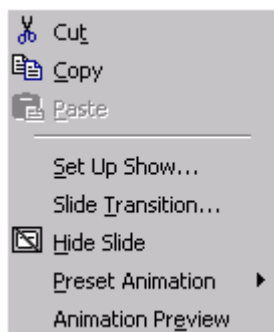 Cut
Copy
Paste
Set Up Show...
Slide Transition...
Hide Slide
Preset Animation
Animation Preview